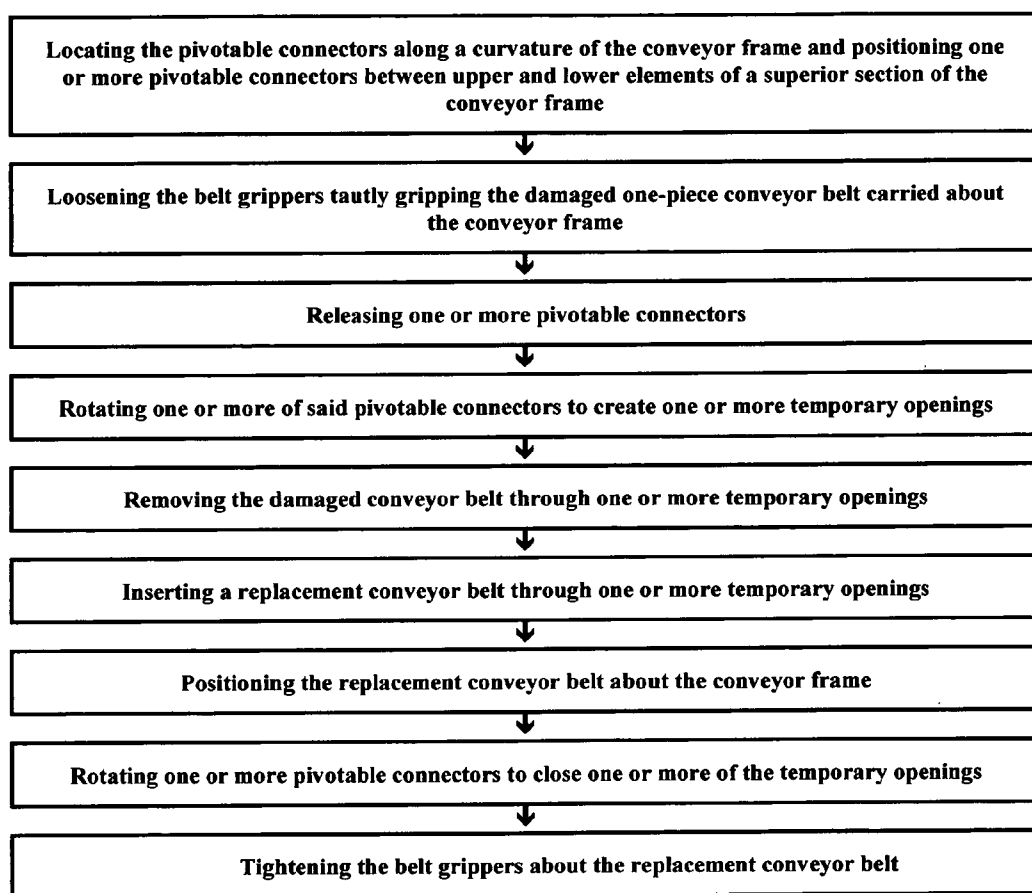 Locating the pivotable connectors along a curvature of the conveyor frame and positioning one
or more pivotable connectors between upper and lower elements of a superior section of the
conveyor frame
Loosening the belt grippers tautly gripping the damaged one-piece conveyor belt carried about
the conveyor frame
Releasing one or more pivotable connectors
Rotating one or more of said pivotable connectors to create one or more temporary openings
Removing the damaged conveyor belt through one or more temporary openings
Inserting a replacement conveyor belt through one or more temporary openings
Positioning the replacement conveyor belt about the conveyor frame
Rotating one or more pivotable connectors to close one or more of the temporary openings
Tightening the belt grippers about the replacement conveyor belt